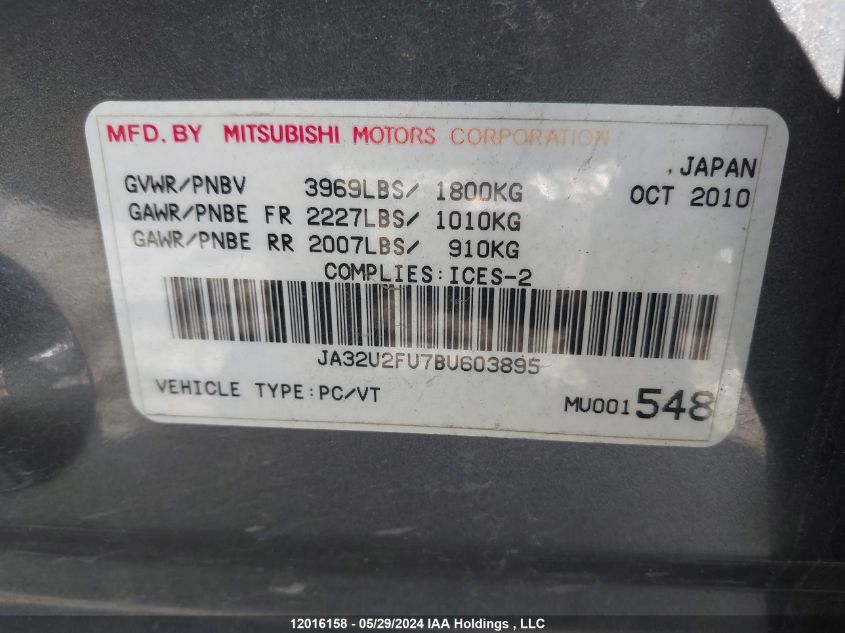 MFD. BY MITSUBISHI MOTORS CORPORATION
, JAPAN
GVWR/PNBV 3969LBS/ 1800KG OCT 2010
GAWR/PNBE FR 2227LBS/ 1010KG
GAWR/PNBE RR 2007LBS/ 910KG
COMPLIES:ICES-2
JA32U2FU7BU603895
VEHICLE TYPE:PC/VT MU001548
12016158 - 05/29/2024 IAA Holdings , LLC